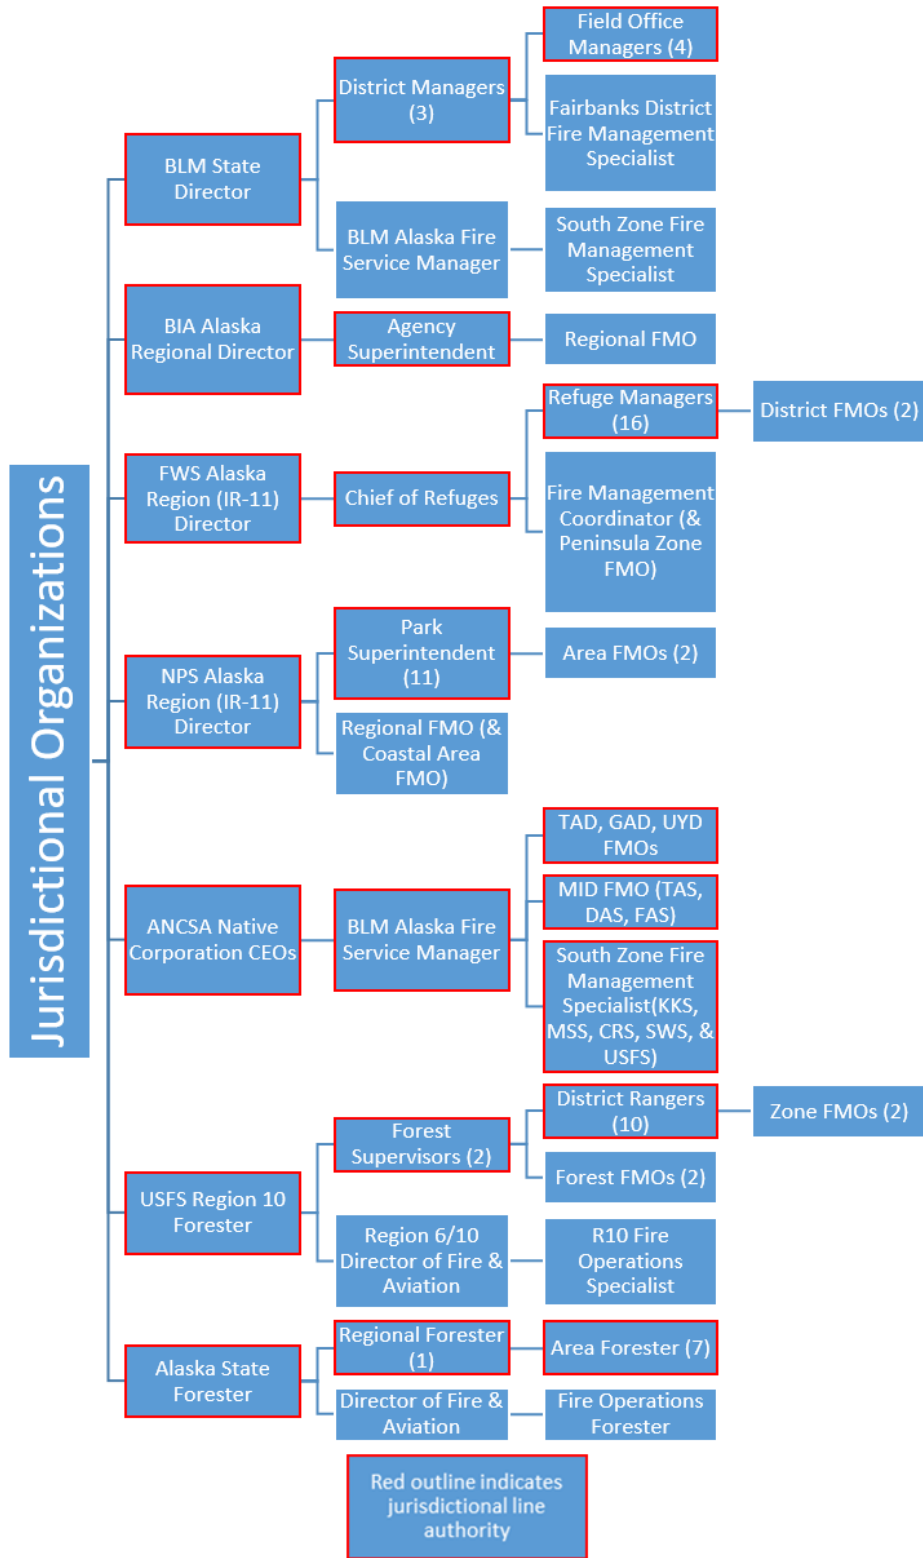 Jurisdictional Organizations
BLM State
Director
District Managers
(3)
Field Office
Managers (4)
Fairbanks District
Fire Management
Specialist
BLM Alaska Fire
Service Manager
South Zone Fire
Management
Specialist
BIA Alaska
Regional Director
Agency
Superintendent
Regional FMO
FWS Alaska
Region (IR-11)
Director
Chief of Refuges
Refuge Managers
(16)
District FMOs (2)
Fire Management
Coordinator (&
Peninsula Zone
FMO)
NPS Alaska
Region (IR-11)
Director
Park
Superintendent
(11)
Area FMOs (2)
Regional FMO (&
Coastal Area
FMO)
ANCSA Native
Corporation CEOs
BLM Alaska Fire
Service Manager
TAD, GAD, UYD
FMOs
MID FMO (TAS,
DAS, FAS)
South Zone Fire
Management
Specialist(KKS,
MSS, CRS, SWS, &
USFS)
USFS Region 10
Forester
Forest
Supervisors (2)
District Rangers
(10)
Zone FMOs (2)
Forest FMOs (2)
Region 6/10
Director of Fire &
Aviation
R10 Fire
Operations
Specialist
Alaska State
Forester
Regional Forester
(1)
Area Forester (7)
Director of Fire &
Aviation
Fire Operations
Forester
Red outline indicates
jurisdictional line
authority